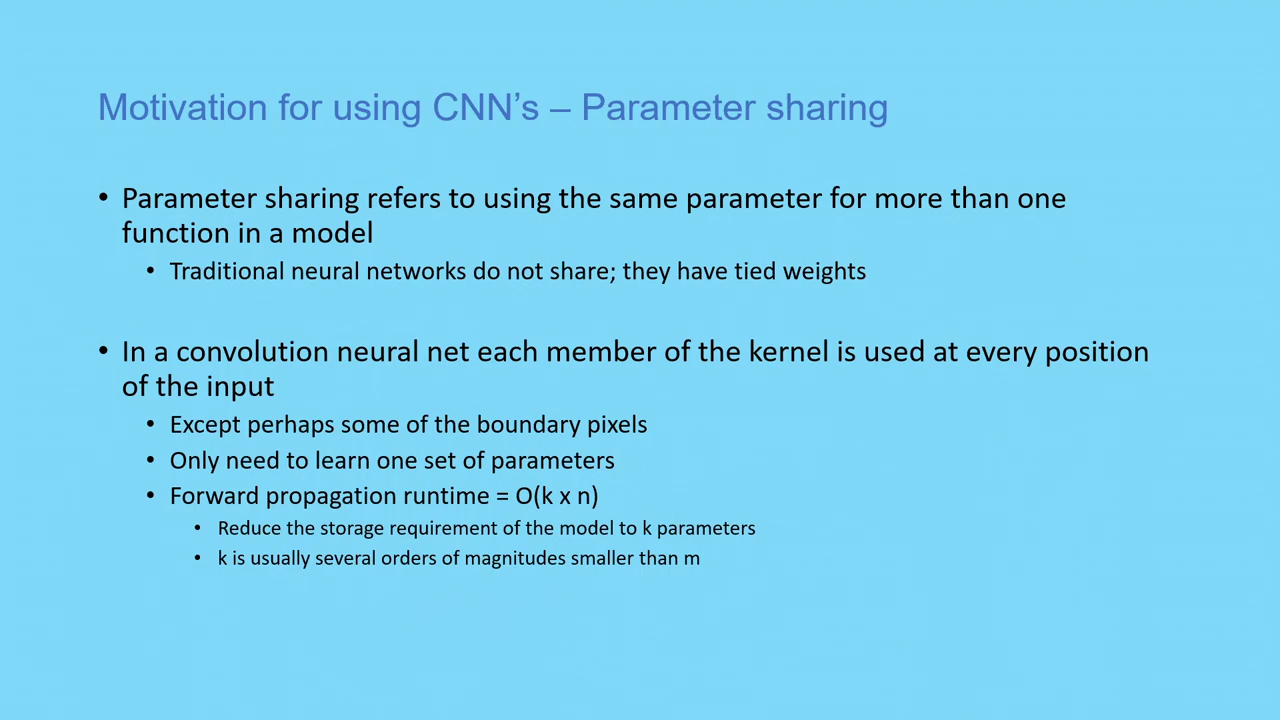 Motivation for using CNN’s – Parameter sharing
• Parameter sharing refers to using the same parameter for more than one
function in a model
• Traditional neural networks do not share; they have tied weights
• In a convolution neural net each member of the kernel is used at every position
of the input
• Except perhaps some of the boundary pixels
• Only need to learn one set of parameters
• Forward propagation runtime = O(k x n)
• Reduce the storage requirement of the model to k parameters
• k is usually several orders of magnitudes smaller than m